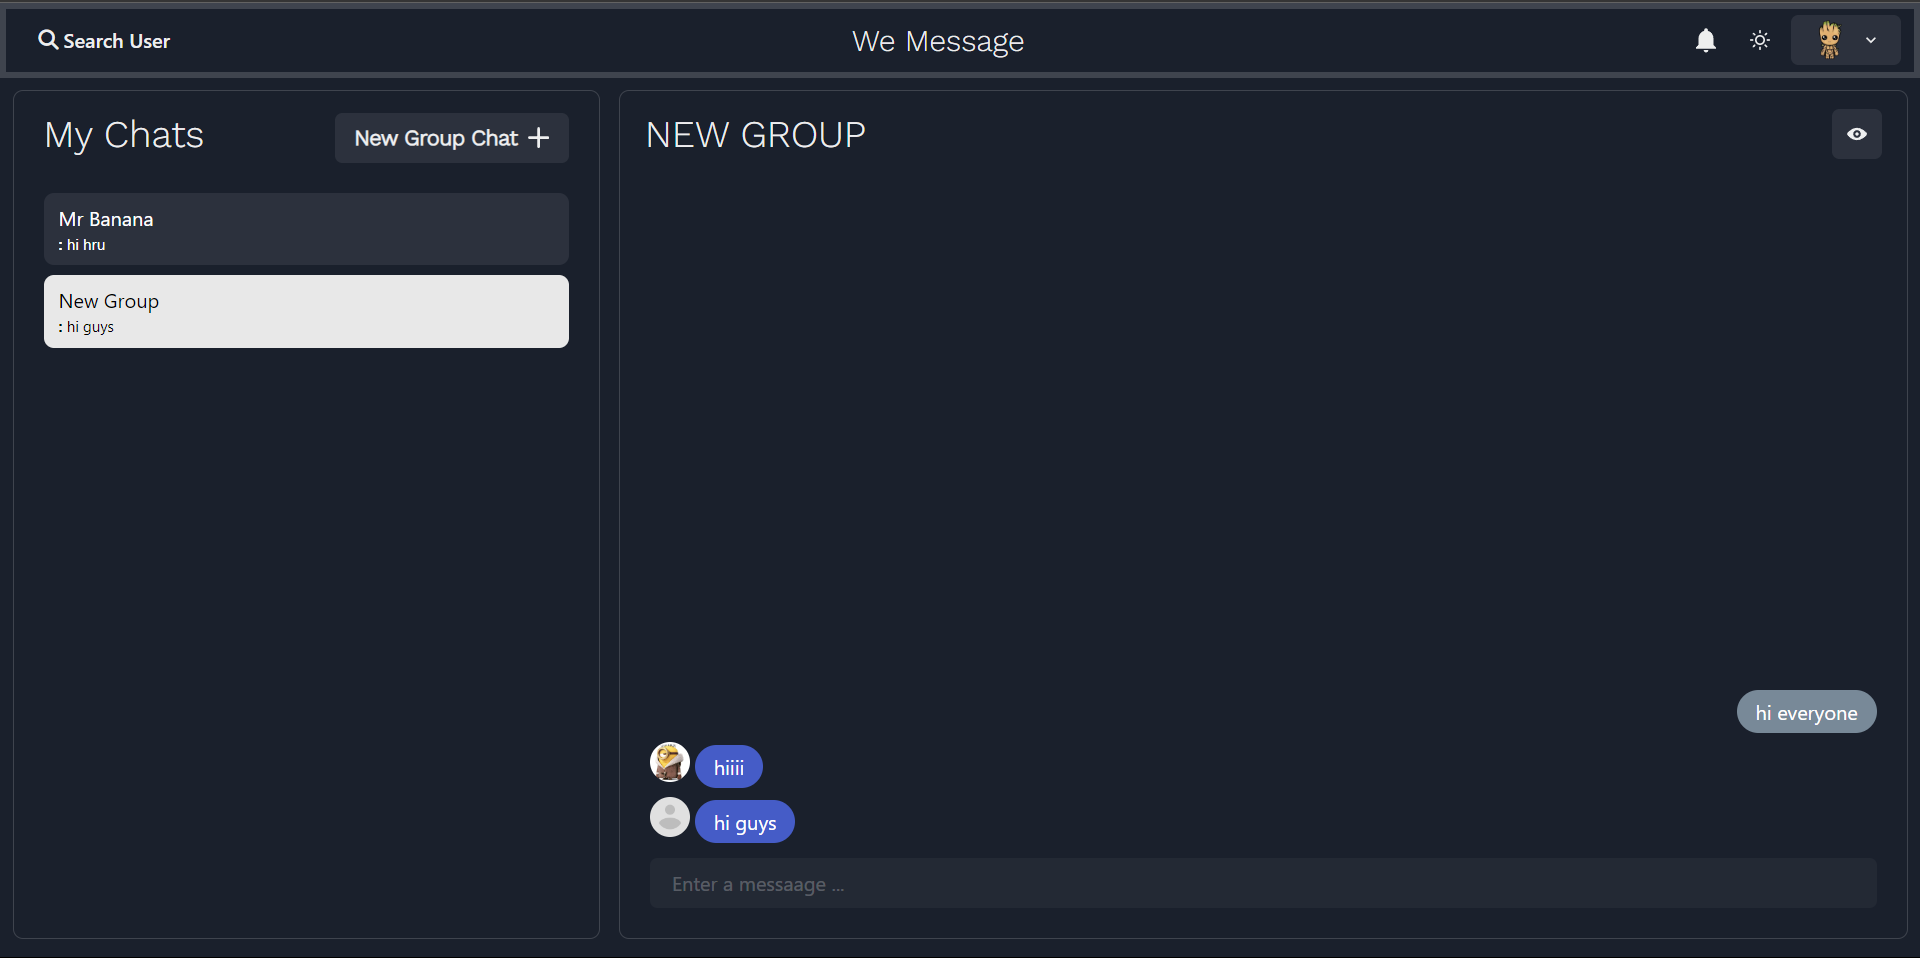 Search User
We Message
My Chats
New Group Chat
Mr Banana
: hi hru
New Group
: hi guys
NEW GROUP
hi everyone
hiiii
hi guys
Enter a messaage ...